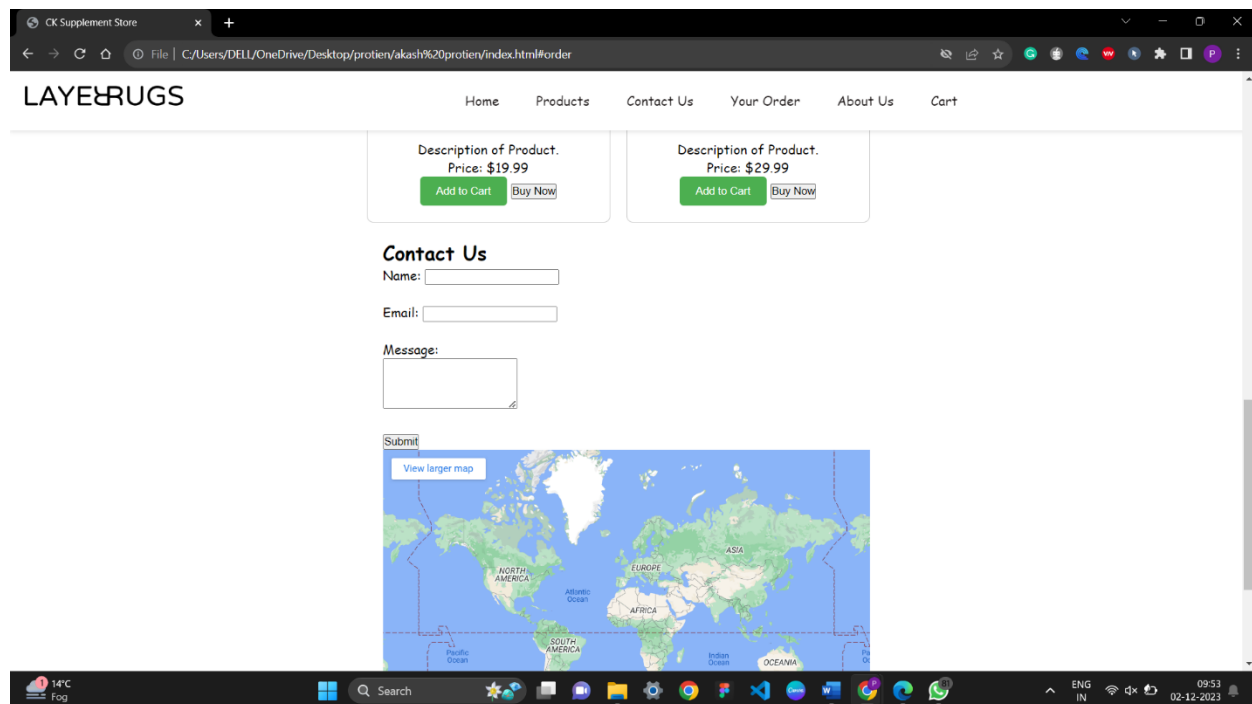 CK Supplement Store
File | C:/Users/DELL/OneDrive/Desktop/protien/akash%20protien/index.html#order
LAYERRUGS
Home Products Contact Us Your Order About Us Cart
Description of Product. Description of Product.
Price: $19.99 Price: $29.99
Add to Cart Buy Now Add to Cart Buy Now
Contact Us
Name:
Email:
Message:
Submit
View larger map
ASIA
EUROPE
NORTH
AMERICA
Atlantic
Ocean
AFRICA
SOUTH
AMERICA
Pacific
Ocean
Indian
Ocean
OCEANIA
14°C
Fog
Search
ENG
IN
09:53
02-12-2023